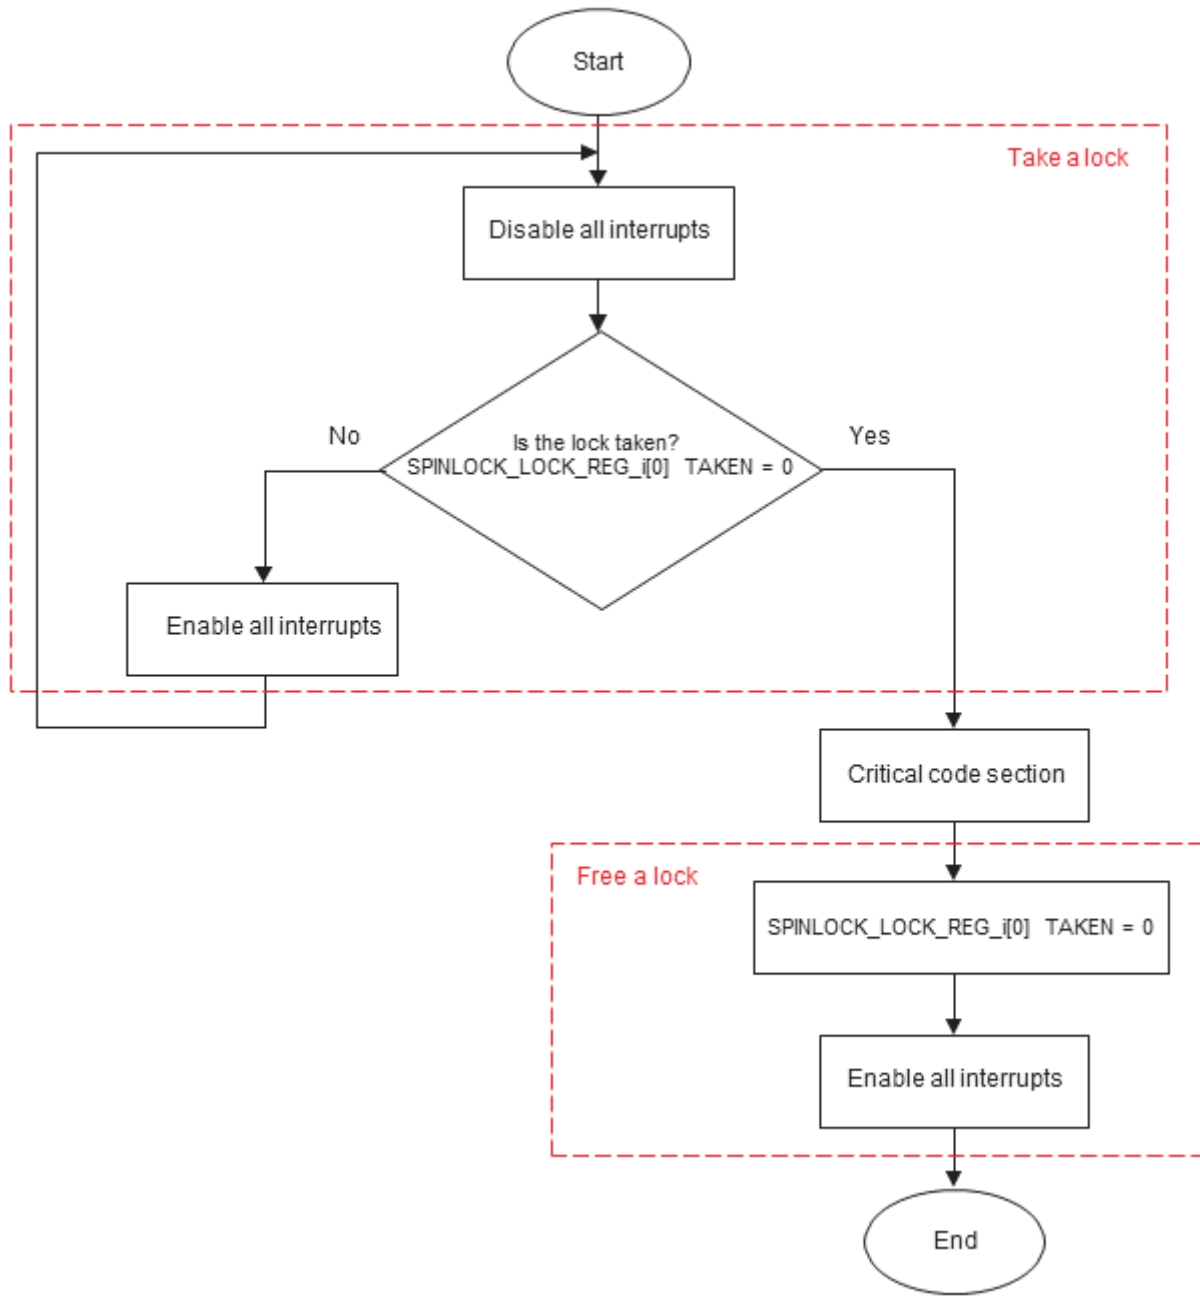 Start
Take a lock
Disable all interrupts
No
Yes
Is the lock taken?
SPINLOCK_LOCK_REG_i[0] TAKEN = 0
Enable all interrupts
Critical code section
Free a lock
SPINLOCK_LOCK_REG_i[0] TAKEN = 0
Enable all interrupts
End